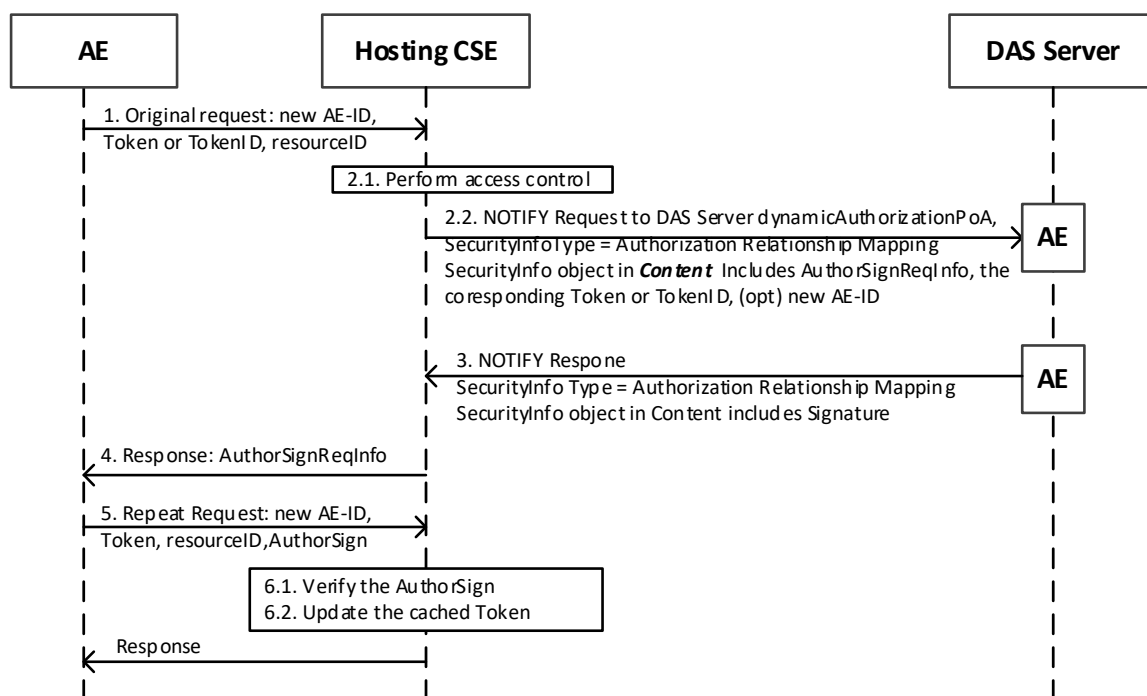 AE
Hosting CSE
DAS Server
1. Original request: new AE-ID,
Token or TokenID, resourceID
2.1. Perform access control
2.2. NOTIFY Request to DAS Server dynamicAuthorizationPoA,
SecurityInfoType = Authorization Relationship Mapping
SecurityInfo object in Content Includes AuthorSignReqInfo, the
coresponding Token or TokenID, (opt) new AE-ID
AE
3. NOTIFY Respone
SecurityInfo Type = Authorization Relationship Mapping
SecurityInfo object in Content includes Signature
AE
4. Response: AuthorSignReqInfo
5. Repeat Request: new AE-ID,
Token, resourceID,AuthorSign
6.1. Verify the AuthorSign
6.2. Update the cached Token
Response